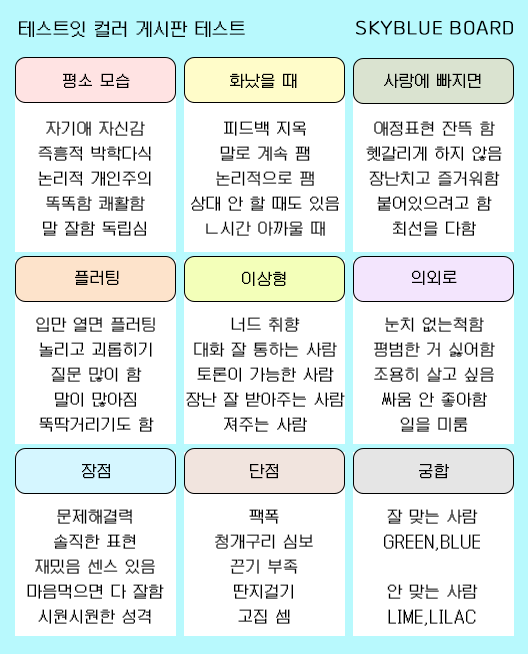 테스트잇 컬러 게시판 테스트
SKYBLUE BOARD
평소 모습
자기애 자신감
즉흥적 박학다식
논리적 개인주의
똑똑함 쾌활함
말 잘함 독립심
화났을 때
피드백 지옥
말로 계속 팸
논리적으로 팸
상대 안 할 때도 있음
ㄴ시간 아까울 때
사랑에 빠지면
애정표현 잔뜩 함
헷갈리게 하지 않음
장난치고 즐거워함
붙어있으려고 함
최선을 다함
플러팅
입만 열면 플러팅
놀리고 괴롭히기
질문 많이 함
말이 많아짐
뚝딱거리기도 함
이상형
너드 취향
대화 잘 통하는 사람
토론이 가능한 사람
장난 잘 받아주는 사람
져주는 사람
의외로
눈치 없는척함
평범한 거 싫어함
조용히 살고 싶음
싸움 안 좋아함
일을 미룸
장점
문제해결력
솔직한 표현
재밌음 센스 있음
마음먹으면 다 잘함
시원시원한 성격
단점
팩폭
청개구리 심보
끈기 부족
딴지걸기
고집 셈
궁합
잘 맞는 사람
GREEN,BLUE
안 맞는 사람
LIME,LILAC